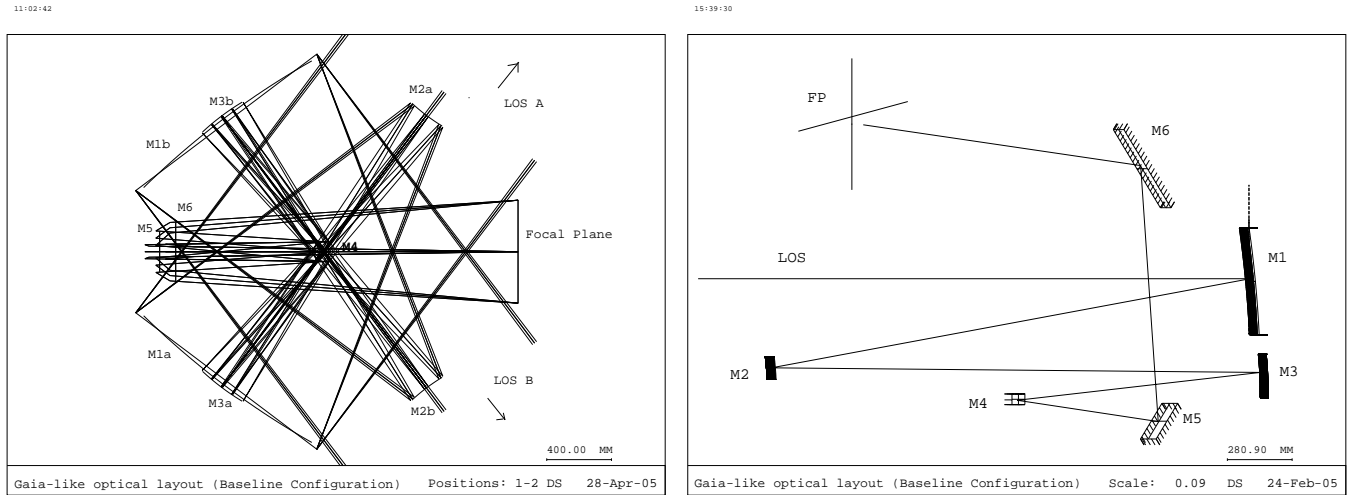 11:02:42
M3b
M2a
LOS A
M1b
M6
M5
M4
Focal Plane
M1a
LOS B
M3a
M2b
400.00 MM
Gaia-like optical layout (Baseline Configuration) Positions: 1-2 DS 28-Apr-05
15:39:30
FP
M6
LOS
M1
M2
M3
M4
M5
280.90 MM
Gaia-like optical layout (Baseline Configuration) Scale: 0.09 DS 24-Feb-05